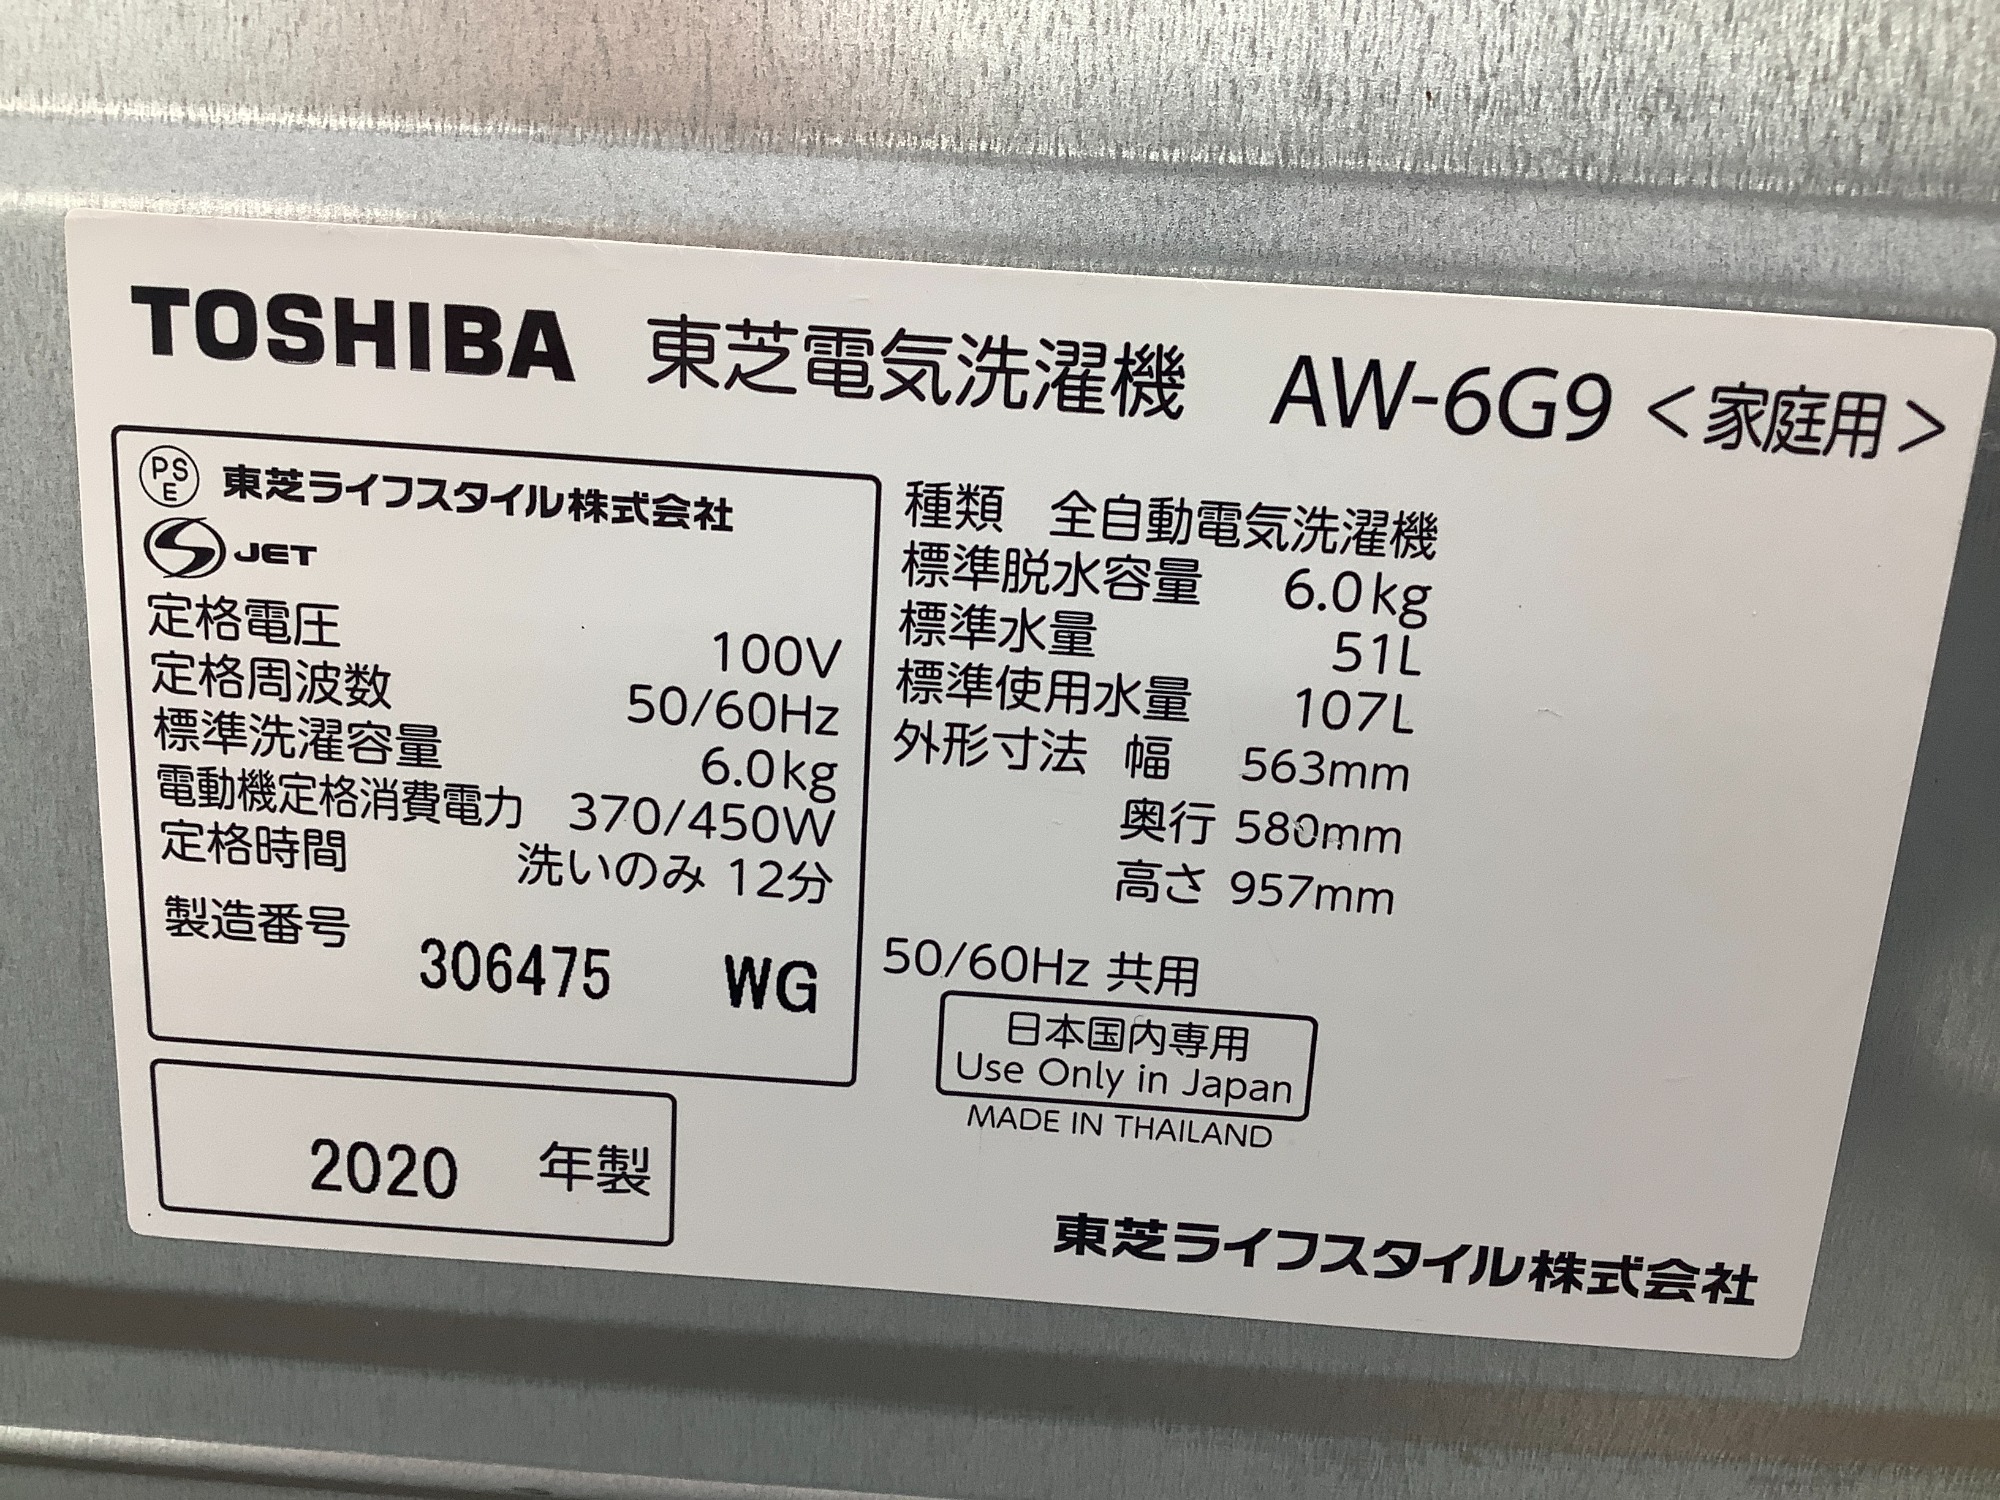 TOSHIBA 東芝電気洗濯機 AW-6G9 <家庭用>
PSE 東芝ライフスタイル株式会社
S JET
定格電圧 100V
定格周波数 50/60Hz
標準洗濯容量 6.0kg
電動機定格消費電力 370/450W
定格時間 洗いのみ 12分
製造番号
306475 WG
2020 年製
種類 全自動電気洗濯機
標準脱水容量 6.0kg
標準水量 51L
標準使用水量 107L
外形寸法 幅 563mm
奥行 580mm
高さ 957mm
50/60Hz 共用
日本国内専用
Use Only in Japan
MADE IN THAILAND
東芝ライフスタイル株式会社